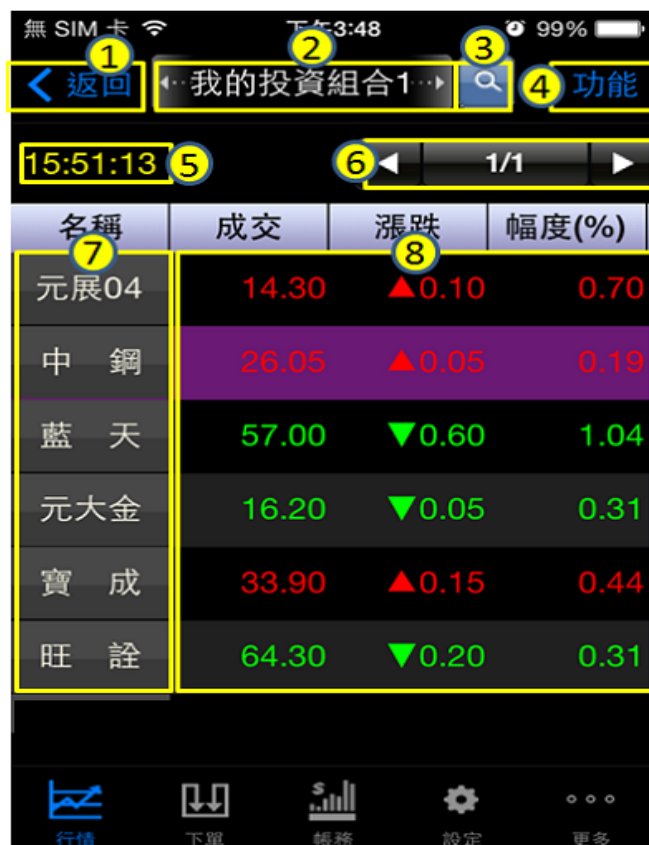 無 SIM 卡 下午3:48 99%
1 2 3
返回 我的投資組合1 4 功能
15:51:13 5 6 1/1
名稱 成交 漲跌 幅度(%)
7 8
元展04 14.30 ▲0.10 0.70
中 鋼 26.05 ▲0.05 0.19
藍 天 57.00 ▼0.60 1.04
元大金 16.20 ▼0.05 0.31
寶 成 33.90 ▲0.15 0.44
旺 詮 64.30 ▼0.20 0.31
行情 下單 帳務 設定 更多